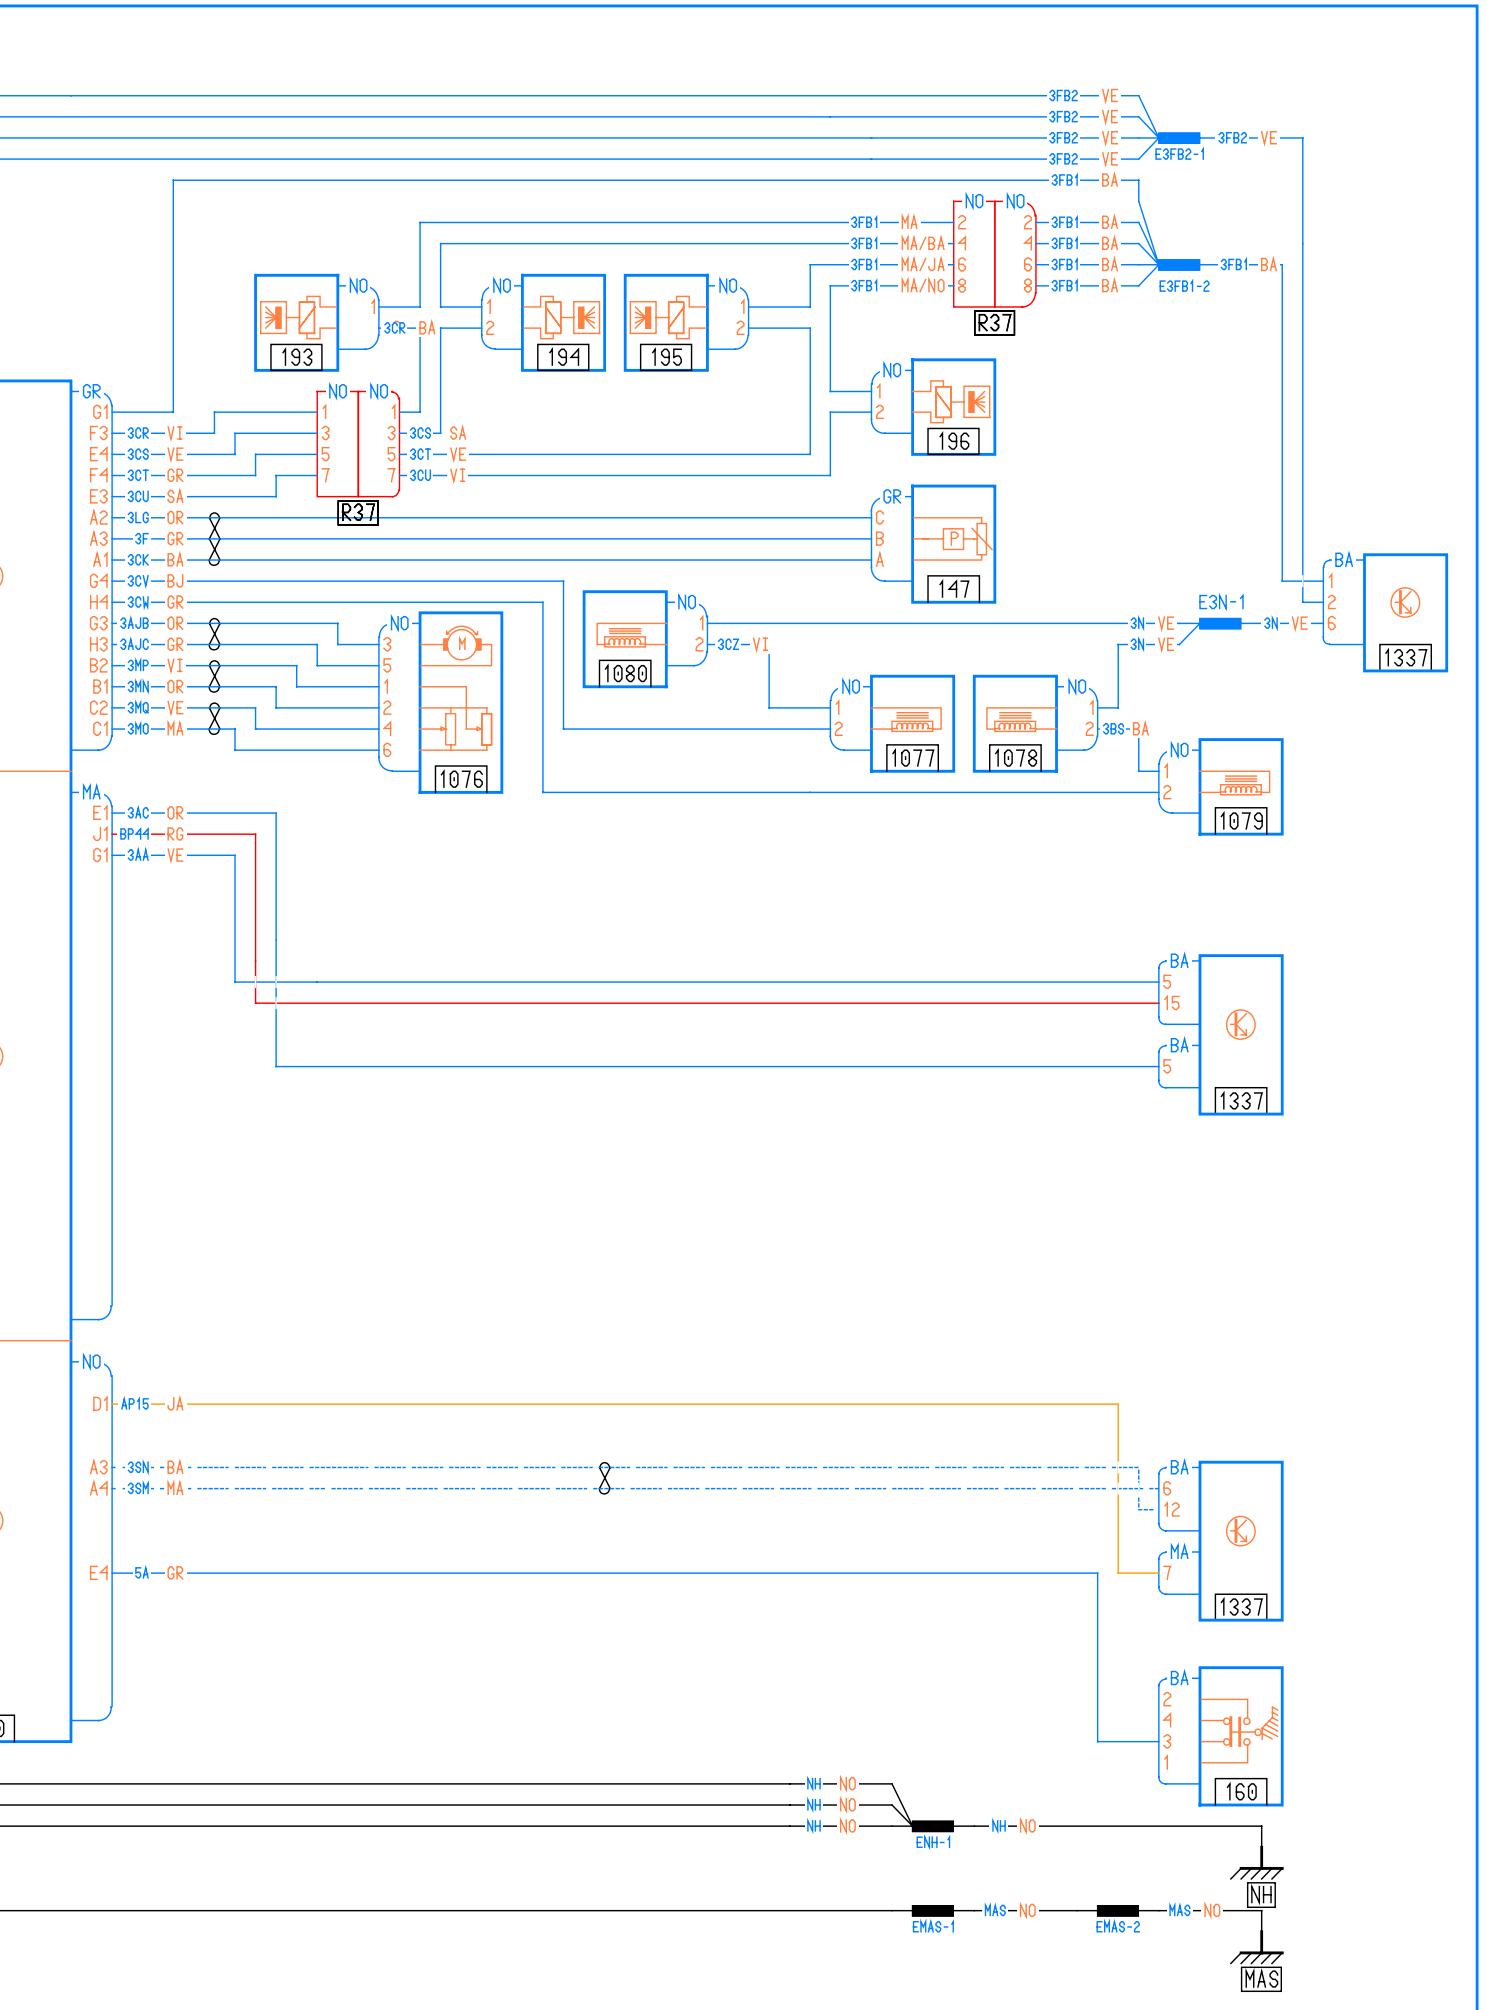 3FB2 VE
3FB2 VE
3FB2 VE 3FB2 VE
3FB2 VE
E3FB2-1
3FB1 BA
NO NO
3FB1 MA 2 2 3FB1 BA
3FB1 MA/BA 4 4 3FB1 BA
3FB1 MA/JA 6 6 3FB1 BA 3FB1 BA
3FB1 MA/NO 8 8 3FB1 BA
E3FB1-2
R37
NO NO NO
1 1 1
3CR BA 2 2
193 194 195
NO
1
2
196
GR NO NO
G1 1 1
F3 3CR VI 3 3 3CS SA
E4 3CS VE 5 5 3CT VE
F4 3CT GR 7 7 3CU VI
E3 3CU SA
R37
GR
A2 3LG OR C
A3 3F GR B P
A1 3CK BA A
147
G4 3CV BJ
H4 3CW GR
G3 3AJB OR
H3 3AJC GR
B2 3MP VI
B1 3MN OR
C2 3MQ VE
C1 3MO MA
NO
3 M
5
1
2
4
6
1076
NO
1
2 3CZ VI
1080
3N VE E3N-1 3N VE
3N VE
BA
1
2
6
1337
NO
1
2
1077
NO
1
2 3BS BA
1078
NO
1
2
1079
MA
E1 3AC OR
J1 BP44 RG
G1 3AA VE
BA
5
15
BA
5
1337
NO
D1 AP15 JA
A3 3SN BA
A4 3SM MA
BA
6
12
MA
7
1337
E4 5A GR
BA
2
4
3
1
160
NH NO
NH NO
NH NO NH NO
ENH-1
NH
MAS NO MAS NO
EMAS-1 EMAS-2
MAS